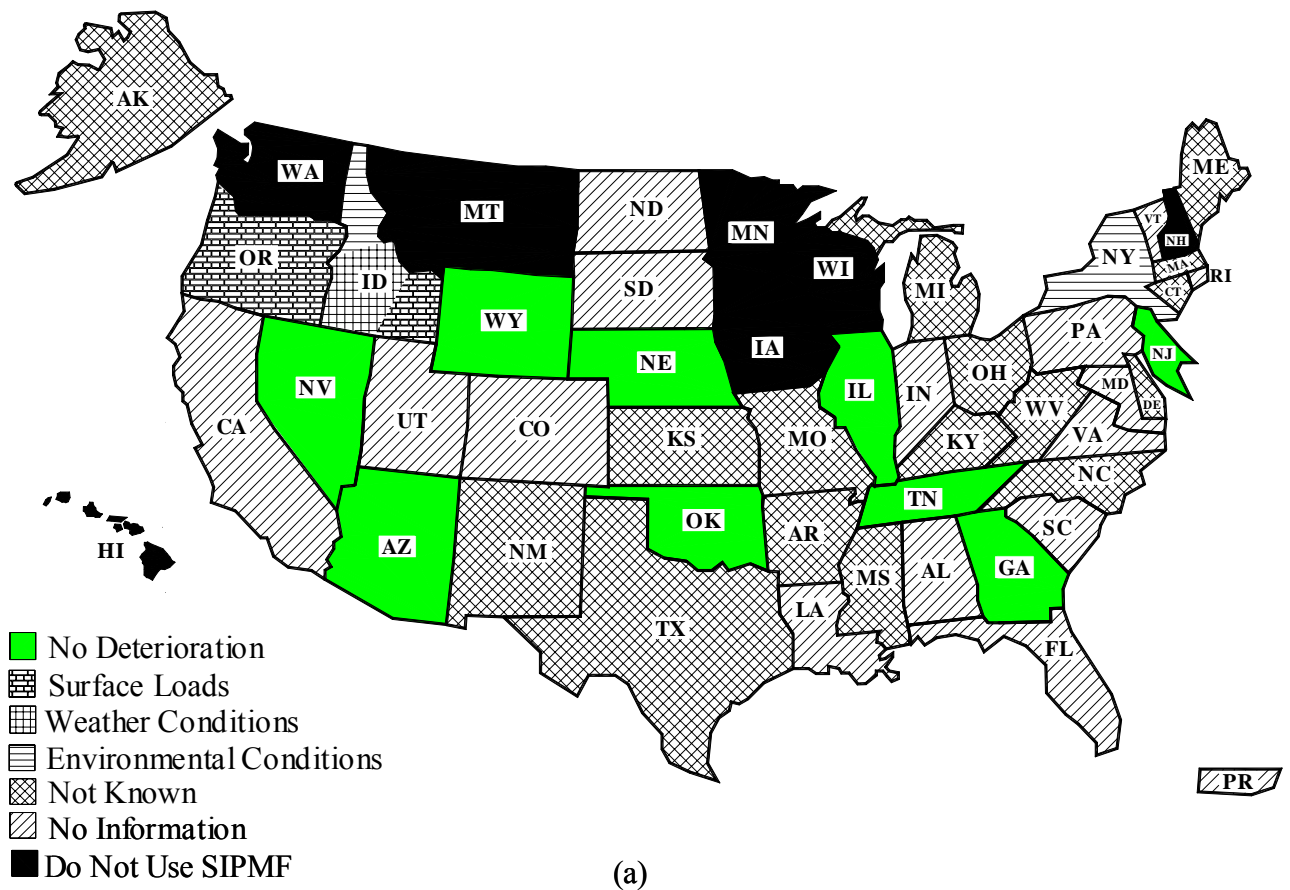 AK
WA
MT
ND
MN
ME
VT
NH
OR
ID
SD
WI
MI
NY
MA
CT
RI
WY
IA
PA
NJ
NV
NE
IL
IN
OH
MD
DE
CA
UT
CO
KS
MO
KY
WV
VA
NC
TN
AZ
NM
OK
AR
SC
HI
TX
LA
MS
AL
GA
FL
PR
No Deterioration
Surface Loads
Weather Conditions
Environmental Conditions
Not Known
No Information
Do Not Use SIPMF
(a)